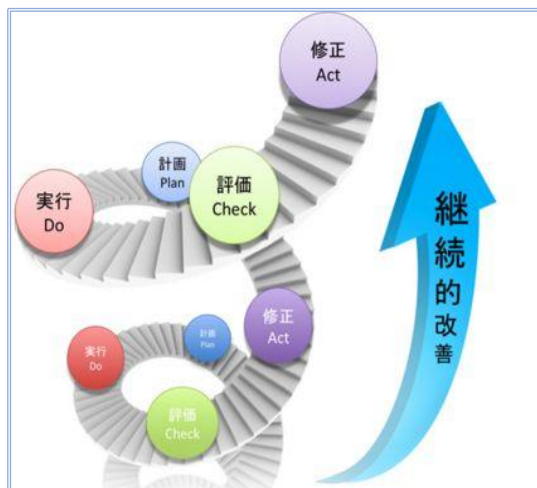 修正
Act
計画
Plan
実行
Do
評価
Check
継続的改善
修正
Act
計画
Plan
実行
Do
評価
Check